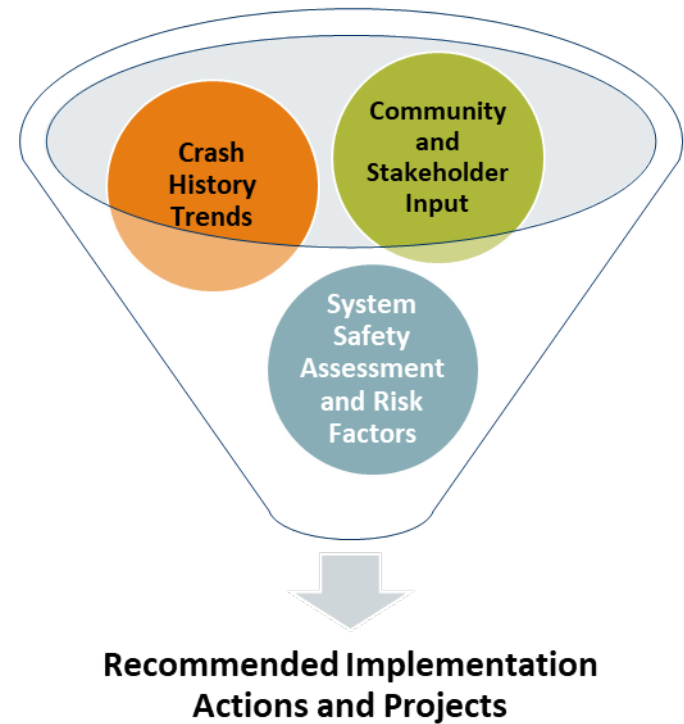 Crash
History
Trends
Community
and
Stakeholder
Input
System
Safety
Assessment
and Risk
Factors
Recommended Implementation
Actions and Projects